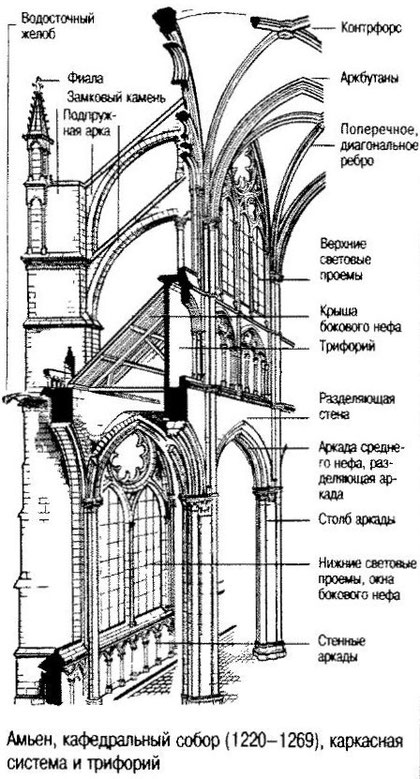 Водосточный
желоб
Фиала
Замковый камень
Подпруж-
ная арка
Контрфорс
Аркбутаны
Поперечное,
диагональное
ребро
Верхние
световые
проемы
Крыша
бокового нефа
Трифорий
Разделяющая
стена
Аркада средне-
го нефа, раз-
деляющая ар-
када
Столб аркады
Нижние световые
проемы, окна
бокового нефа
Стенные
аркады
Амьен, кафедральный собор (1220–1269), каркасная
система и трифорий